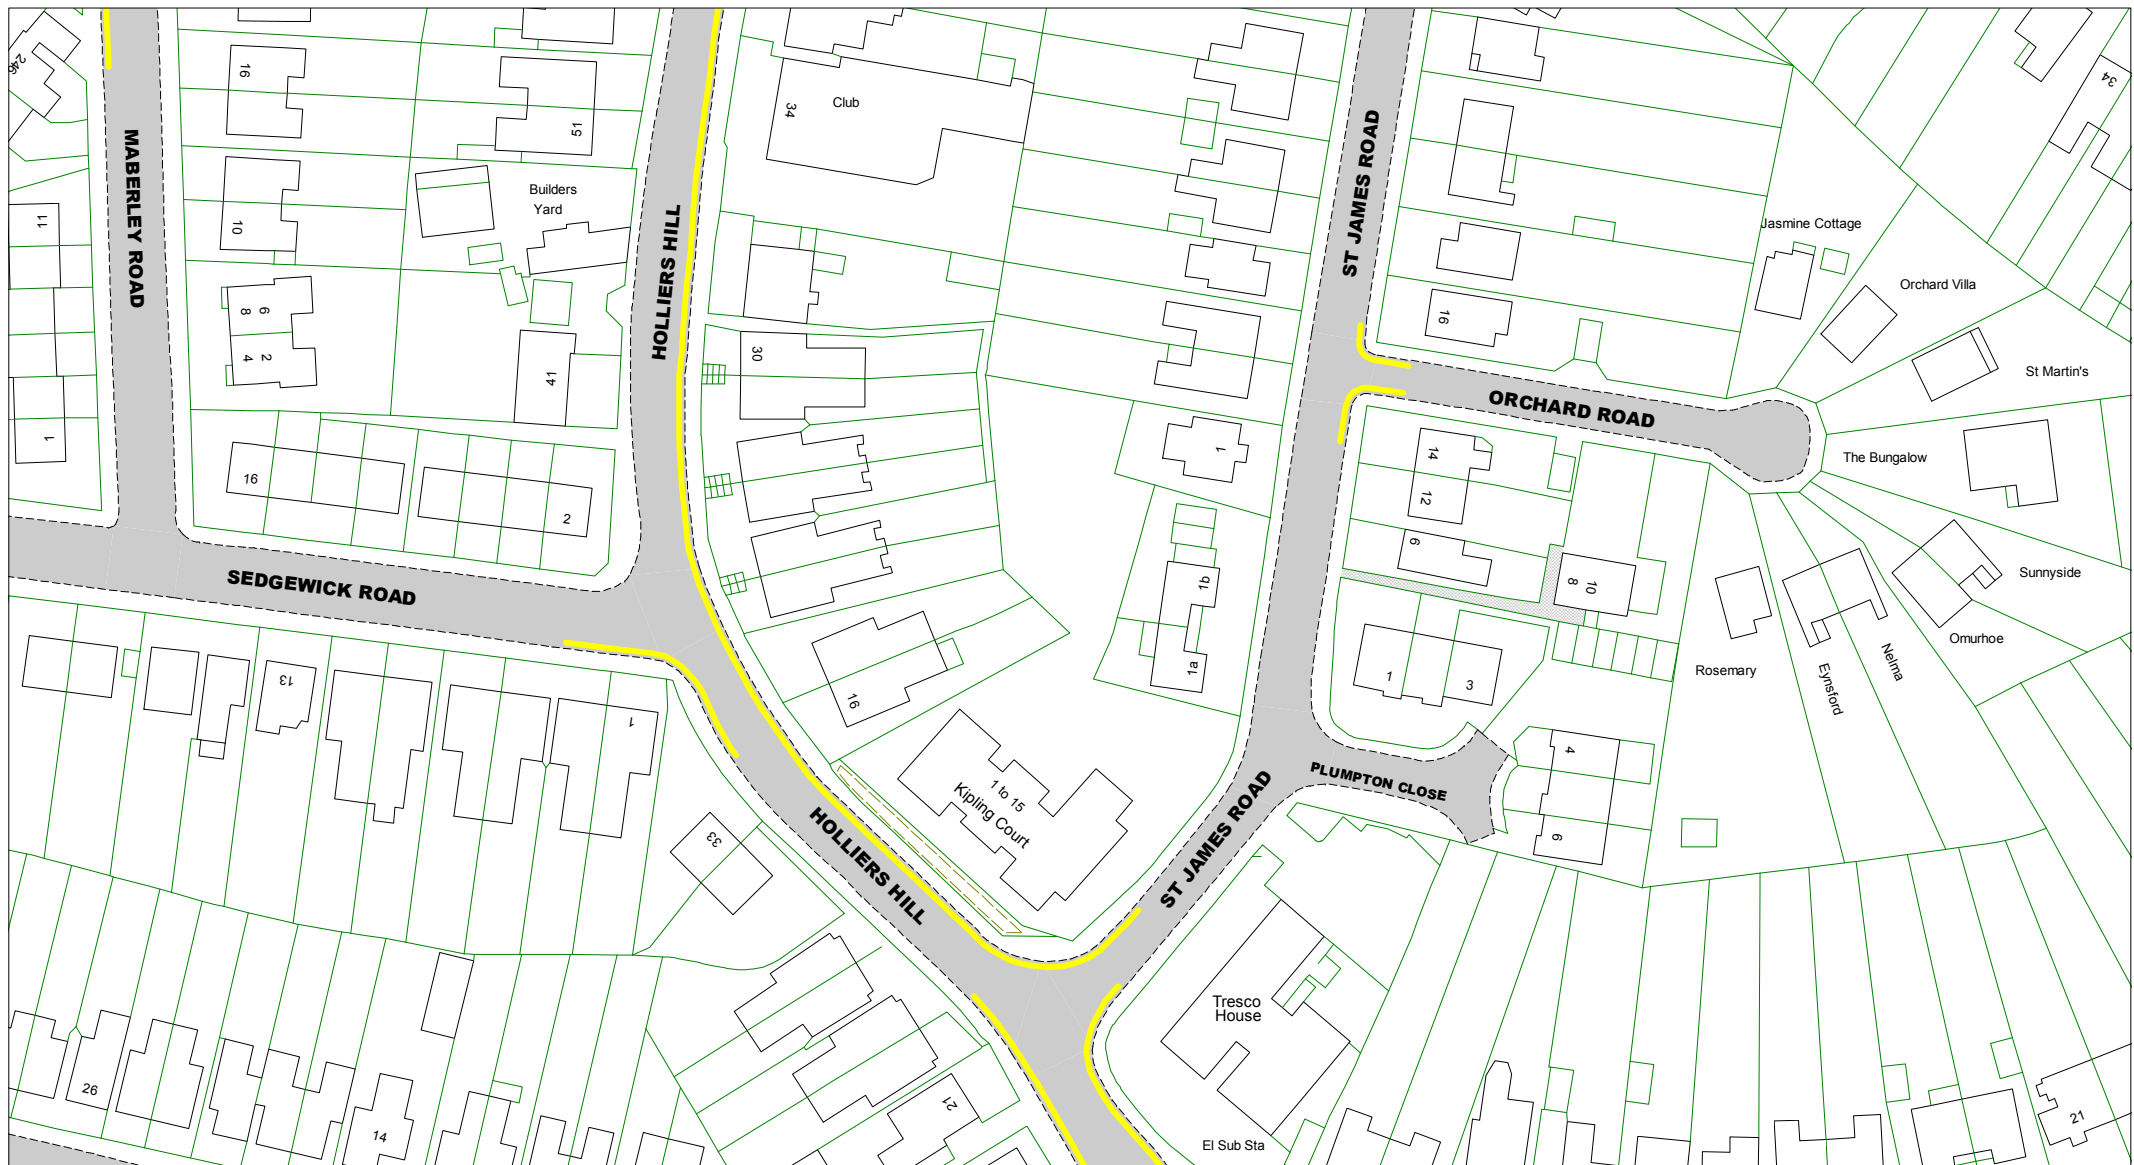 246
16
51
Club
34
34
MABERLEY ROAD
HOLLIERS HILL
ST JAMES ROAD
Builders
Yard
11
10
Jasmine Cottage
Orchard Villa
8
6
4
2
41
30
16
St Martin's
ORCHARD ROAD
1
16
2
1
14
12
The Bungalow
SEDGEWICK ROAD
6
8
10
1b
1a
Sunnyside
Omurhoe
Nelma
Eynsford
Rosemary
13
1
16
1
3
PLUMPTON CLOSE
4
6
1 to 15
Kipling Court
33
HOLLIERS HILL
ST JAMES ROAD
Tresco
House
26
14
21
El Sub Sta
21